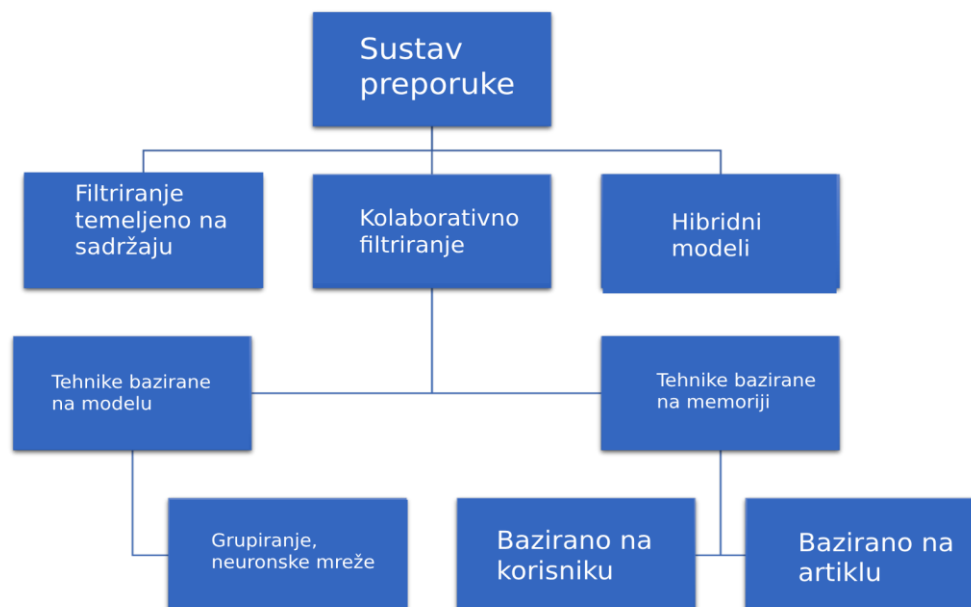 Sustav
preporuke
Filtriranje
temeljeno na
sadržaju
Kolaborativno
filtriranje
Hibridni
modeli
Tehnike bazirane
na modelu
Tehnike bazirane
na memoriji
Grupiranje,
neuronske mreže
Bazirano na
korisniku
Bazirano na
artiklu